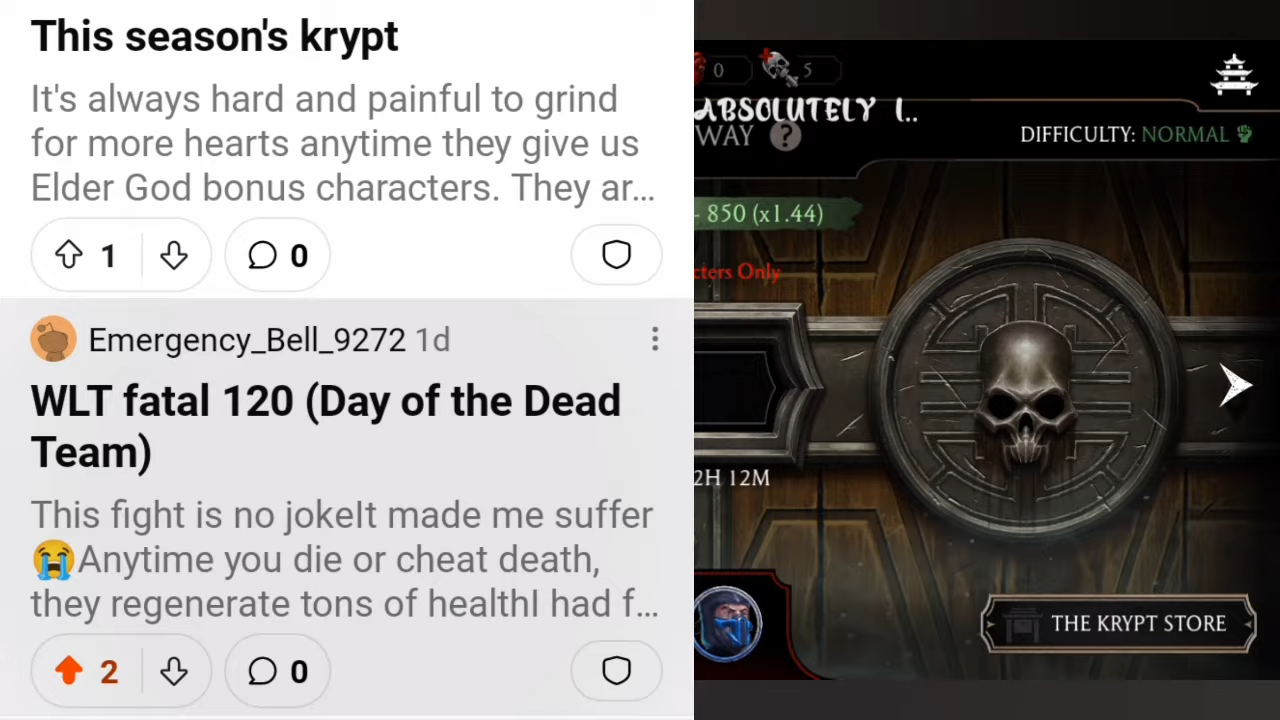 This season's krypt
It's always hard and painful to grind
for more hearts anytime they give us
Elder God bonus characters. They ar...
1
0
Emergency_Bell_9272 1d
WLT fatal 120 (Day of the Dead
Team)
This fight is no jokeIt made me suffer
😭Anytime you die or cheat death,
they regenerate tons of healthI had f...
2
0
0 5
ABSOLUTELY I..
WAY ?
DIFFICULTY: NORMAL
- 850 (x1.44)
cters Only
2H 12M
THE KRYPT STORE